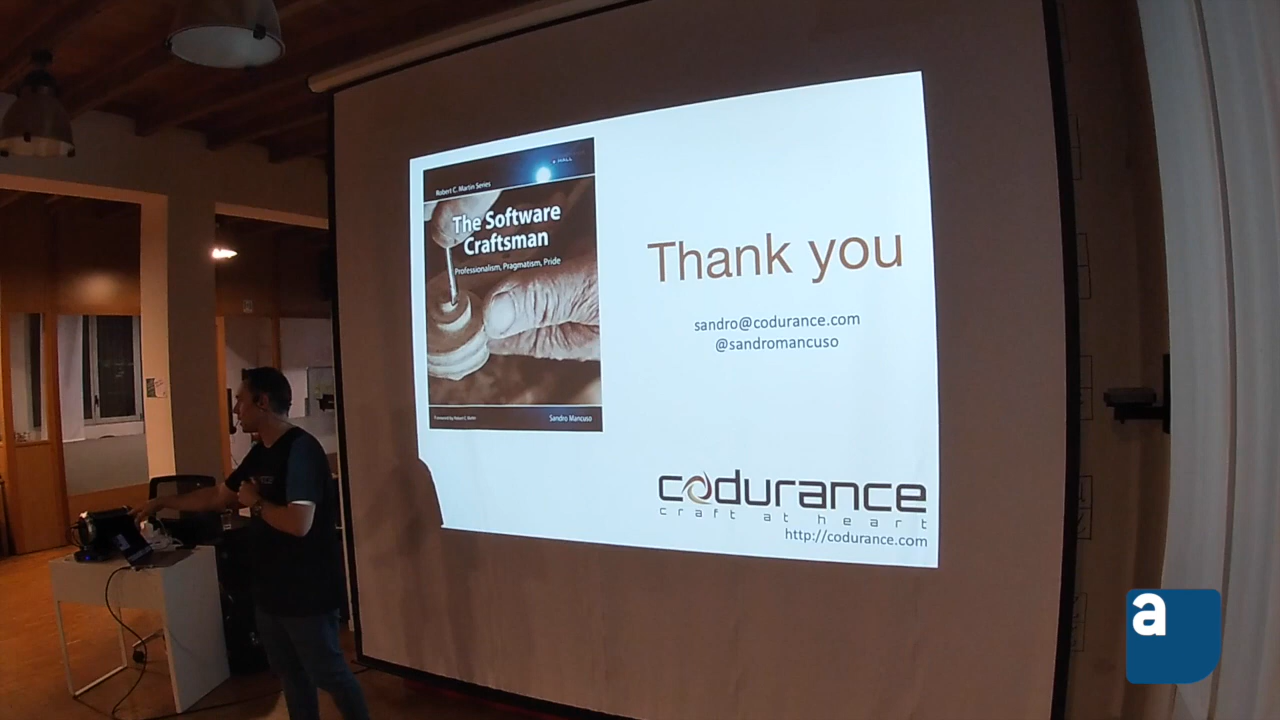 Robert C. Martin Series
The Software
Craftsman
Professionalism, Pragmatism, Pride
Sandro Mancuso
Thank you
sandro@codurance.com
@sandromancuso
codurance
craft at heart
http://codurance.com
a